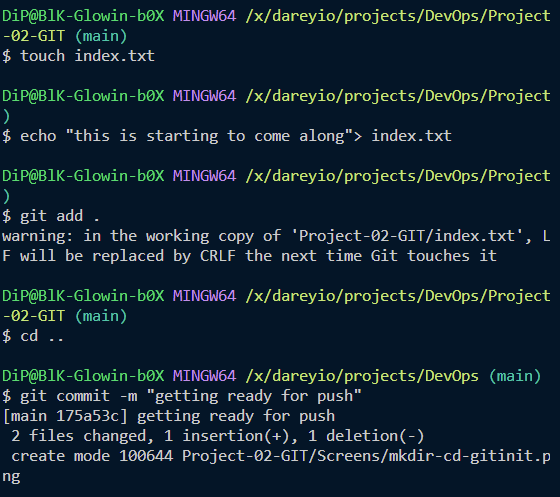 DiP@BlK-Glowin-b0X MINGW64 /x/dareyio/projects/DevOps/Project
-02-GIT (main)
$ touch index.txt
DiP@BlK-Glowin-b0X MINGW64 /x/dareyio/projects/DevOps/Project
)
$ echo "this is starting to come along"> index.txt
DiP@BlK-Glowin-b0X MINGW64 /x/dareyio/projects/DevOps/Project
)
$ git add .
warning: in the working copy of 'Project-02-GIT/index.txt', L
F will be replaced by CRLF the next time Git touches it
DiP@BlK-Glowin-b0X MINGW64 /x/dareyio/projects/DevOps/Project
-02-GIT (main)
$ cd ..
DiP@BlK-Glowin-b0X MINGW64 /x/dareyio/projects/DevOps (main)
$ git commit -m "getting ready for push"
[main 175a53c] getting ready for push
 2 files changed, 1 insertion(+), 1 deletion(-)
 create mode 100644 Project-02-GIT/Screens/mkdir-cd-gitinit.p
ng